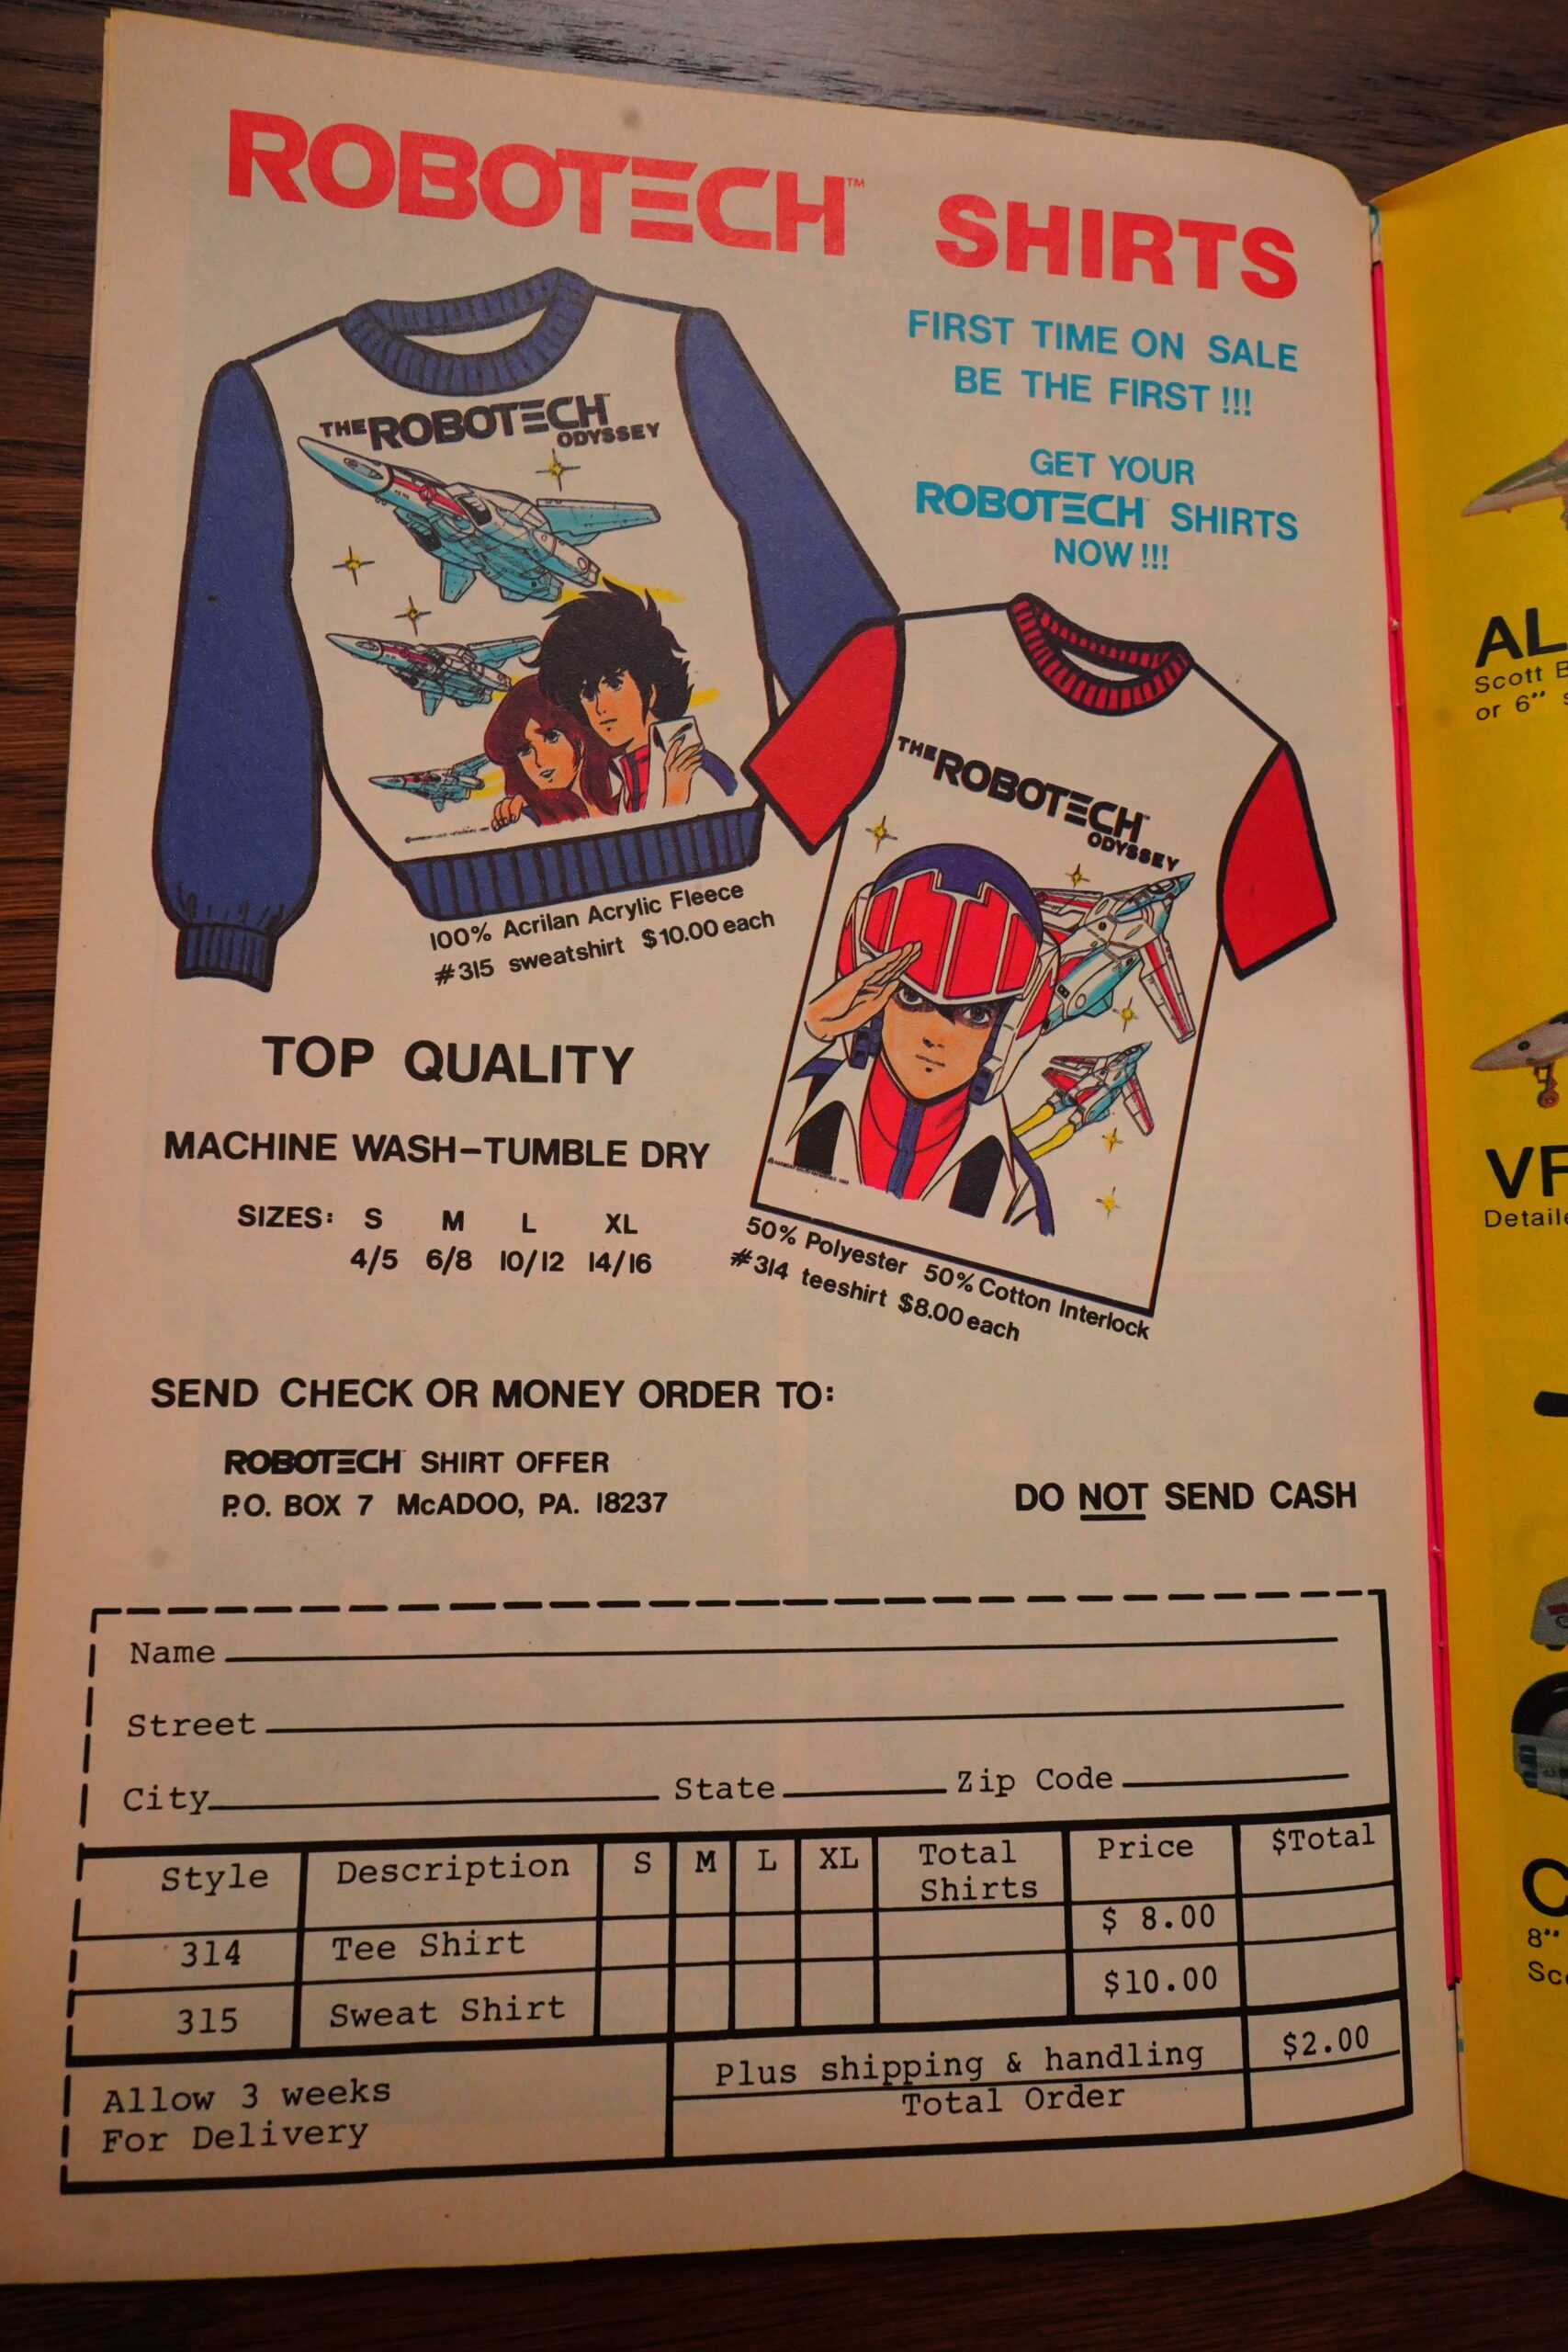 ROBOTECH™ SHIRTS
FIRST TIME ON SALE
BE THE FIRST !!!
GET YOUR
ROBOTECH SHIRTS
NOW !!!
THE ROBOTECH
ODYSSEY
100% Acrilan Acrylic Fleece
#315 sweatshirt $10.00 each
THE ROBOTECH
ODYSSEY
50% Polyester 50% Cotton Interlock
#314 teeshirt $8.00 each
TOP QUALITY
MACHINE WASH-TUMBLE DRY
SIZES: S M L XL
4/5 6/8 10/12 14/16
SEND CHECK OR MONEY ORDER TO:
ROBOTECH SHIRT OFFER
P.O. BOX 7 McADOO, PA. 18237
DO NOT SEND CASH
Name
Street
City State Zip Code
Style Description S M L XL Total Shirts Price $Total
314 Tee Shirt $ 8.00
315 Sweat Shirt $10.00
Plus shipping & handling $2.00
Total Order
Allow 3 weeks
For Delivery
AL
Scott B
or 6"
VF
Detaile
C
8"
Sc